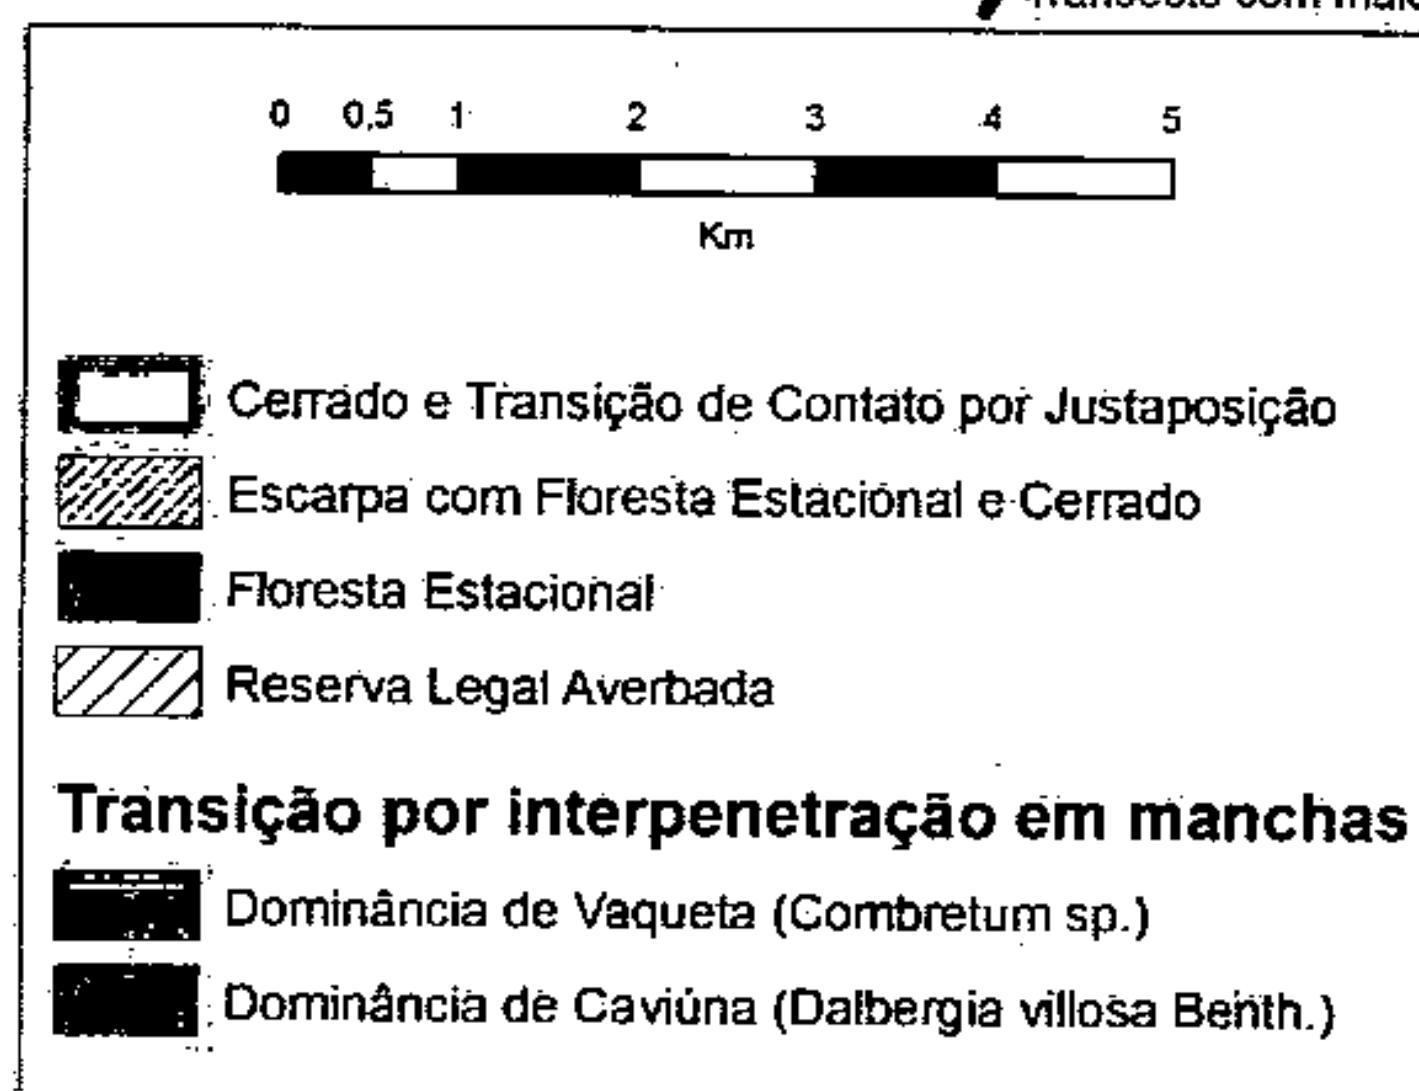 Transecto com
0 0,5 1 2 3 4 5
Km
Cerrado e Transição de Contato por Justaposição
Escarpa com Floresta Estacional e Cerrado
Floresta Estacional
Reserva Legal Averbada
Transição por interpenetração em manchas
Dominância de Vaqueta (Combretum sp.)
Dominância de Caviúna (Dalbergia villosa Benth.)